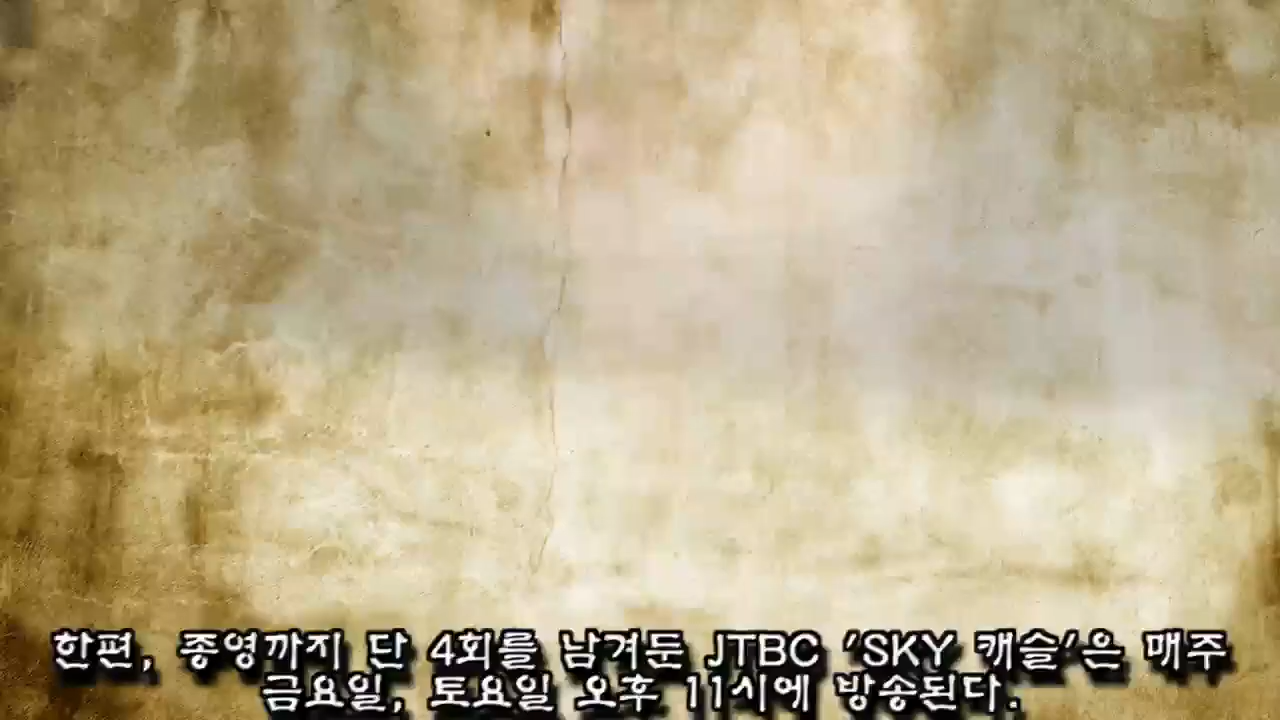 한편, 종영까지 단 4회를 남겨둔 JTBC 'SKY 캐슬'은 매주
금요일, 토요일 오후 11시에 방송된다.